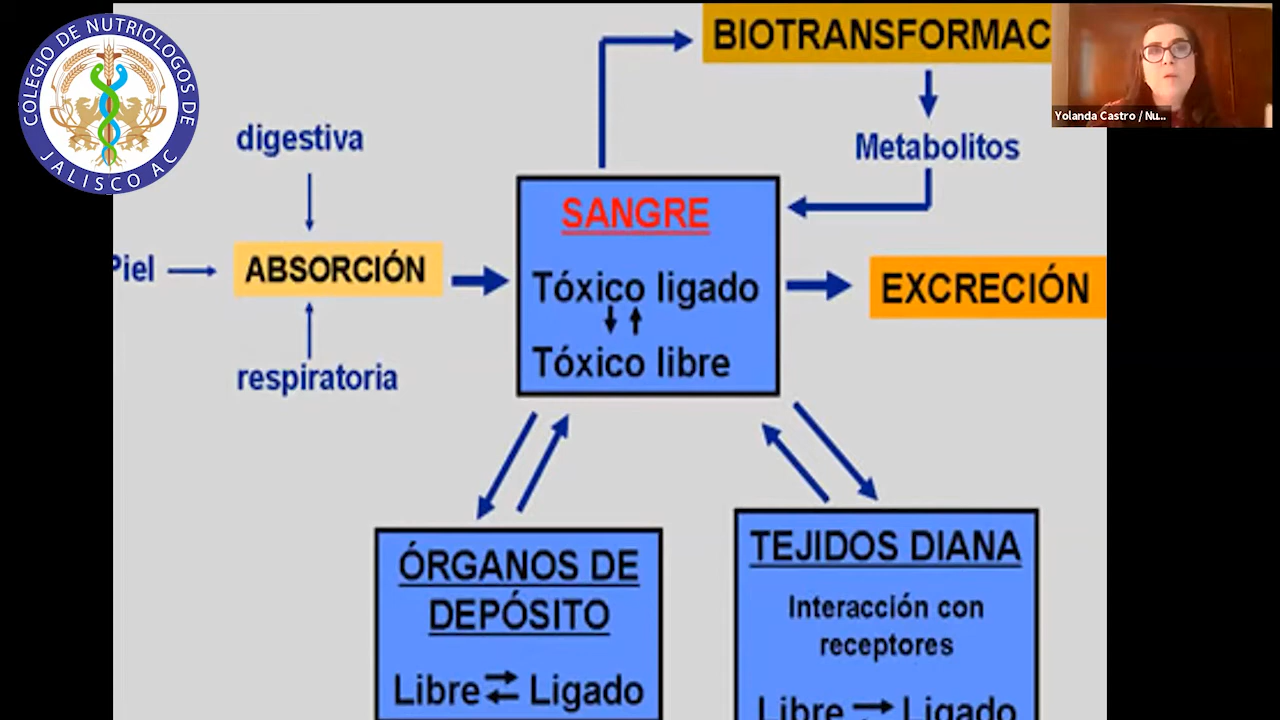 COLEGIO DE NUTRIOLOGOS DE
JALISCO AC
BIOTRANSFORMAC
Yolanda Castro / Nu...
digestiva
Metabolitos
SANGRE
Piel
ABSORCIÓN
Tóxico ligado
EXCRECIÓN
Tóxico libre
respiratoria
ÓRGANOS DE
DEPÓSITO
Libre ⇄ Ligado
TEJIDOS DIANA
Interacción con
receptores
Libre → Ligado